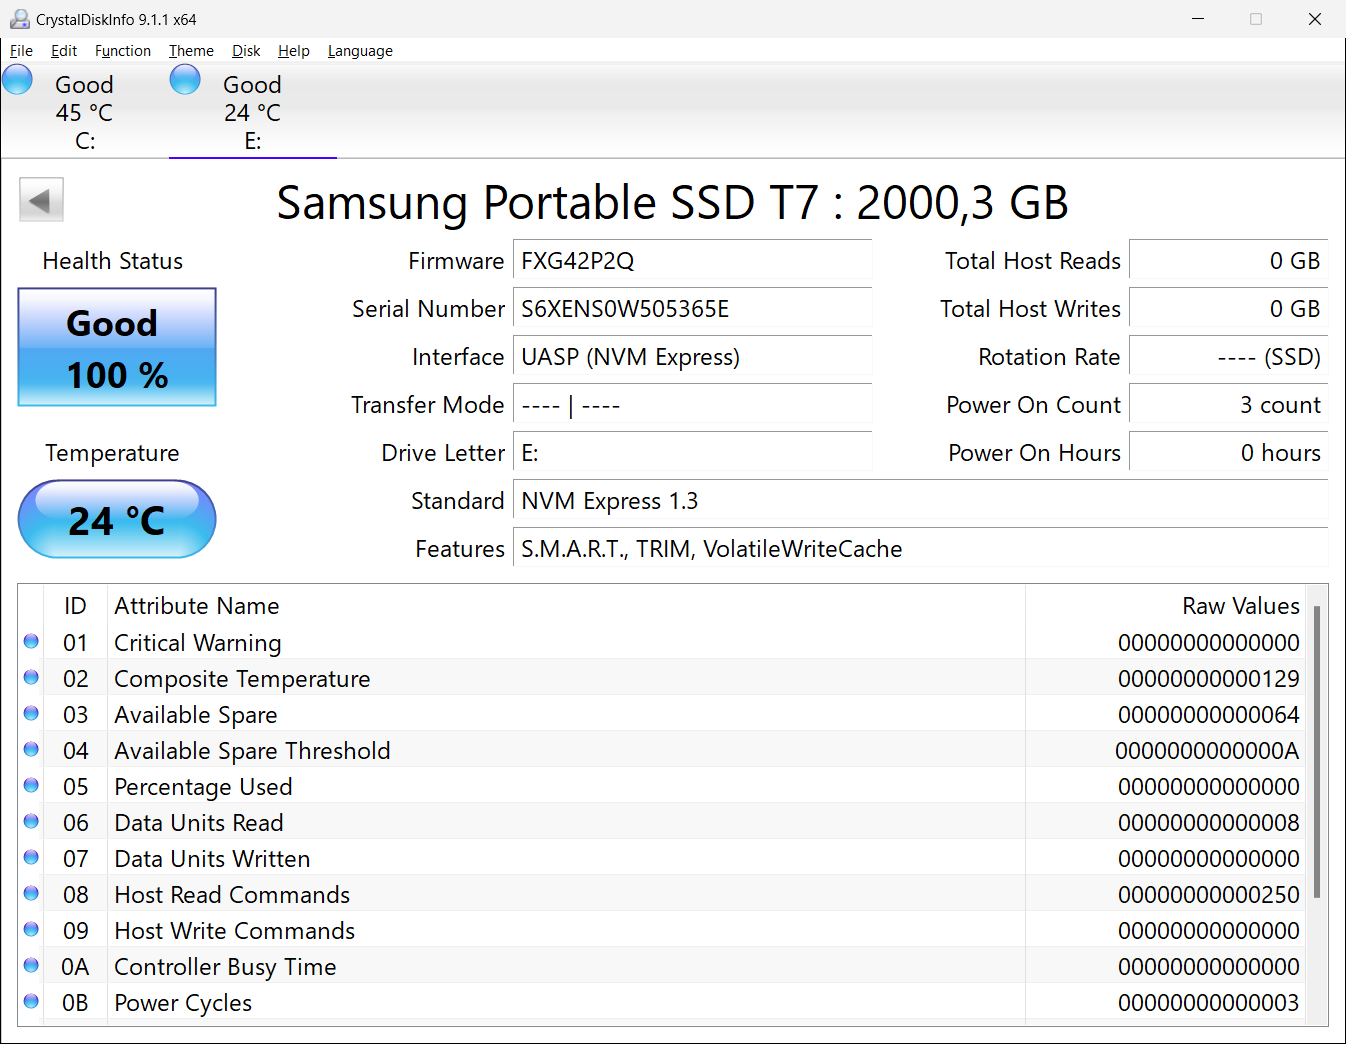 CrystalDiskInfo 9.1.1 x64
File Edit Function Theme Disk Help Language
Good Good
45 °C 24 °C
C: E:
Samsung Portable SSD T7 : 2000,3 GB
Health Status
Good
100 %
Temperature
24 °C
Firmware FXG42P2Q
Serial Number S6XENS0W505365E
Interface UASP (NVM Express)
Transfer Mode ---- | ----
Drive Letter E:
Standard NVM Express 1.3
Features S.M.A.R.T., TRIM, VolatileWriteCache
Total Host Reads 0 GB
Total Host Writes 0 GB
Rotation Rate ---- (SSD)
Power On Count 3 count
Power On Hours 0 hours
ID Attribute Name Raw Values
01 Critical Warning 00000000000000
02 Composite Temperature 00000000000129
03 Available Spare 00000000000064
04 Available Spare Threshold 0000000000000A
05 Percentage Used 00000000000000
06 Data Units Read 00000000000008
07 Data Units Written 00000000000000
08 Host Read Commands 00000000000250
09 Host Write Commands 00000000000000
0A Controller Busy Time 00000000000000
0B Power Cycles 00000000000003